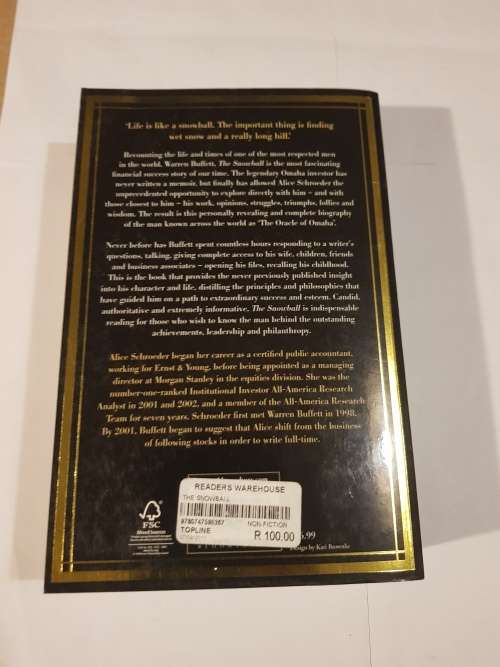 'Life is like a snowball. The important thing is finding
wet snow and a really long hill.'
Recounting the life and times of one of the most respected men
in the world, Warren Buffett, The Snowball is the most fascinating
financial success story of our time. The legendary Omaha investor has
never written a memoir, but finally has allowed Alice Schroeder the
unprecedented opportunity to explore directly with him – and with
those closest to him – his work, opinions, struggles, triumphs, follies and
wisdom. The result is this personally revealing and complete biography
of the man known across the world as 'The Oracle of Omaha'.
Never before has Buffett spent countless hours responding to a writer's
questions, talking, giving complete access to his wife, children, friends
and business associates – opening his files, recalling his childhood.
This is the book that provides the never previously published insight
into his character and life, distilling the principles and philosophies that
have guided him on a path to extraordinary success and esteem. Candid,
authoritative and extremely informative, The Snowball is indispensable
reading for those who wish to know the man behind the outstanding
achievements, leadership and philanthropy.
Alice Schroeder began her career as a certified public accountant,
working for Ernst & Young, before being appointed as a managing
director at Morgan Stanley in the equities division. She was the
number-one-ranked Institutional Investor All-America Research
Analyst in 2001 and 2002, and a member of the All-America Research
Team for seven years. Schroeder first met Warren Buffett in 1998.
By 2001, Buffett began to suggest that Alice shift from the business
of following stocks in order to write full-time.
READERS WAREHOUSE
THE SNOWBALL
NON-FICTION
TOPLINE
R 100.00
FSC
Mixed Sources
.99
Design by Kari Brownlie